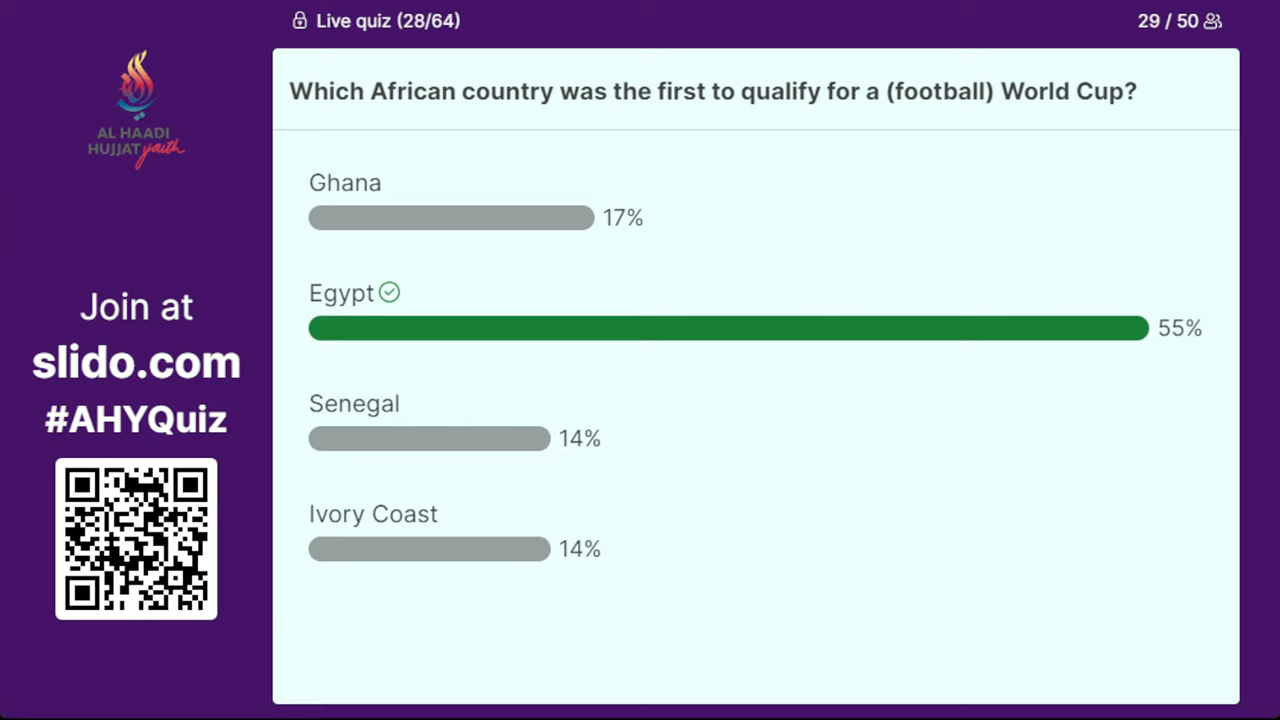 Live quiz (28/64)
29 / 50
AL HAADI
HUJJAT youth
Join at
slido.com
#AHYQuiz
Which African country was the first to qualify for a (football) World Cup?
Ghana
17%
Egypt
55%
Senegal
14%
Ivory Coast
14%